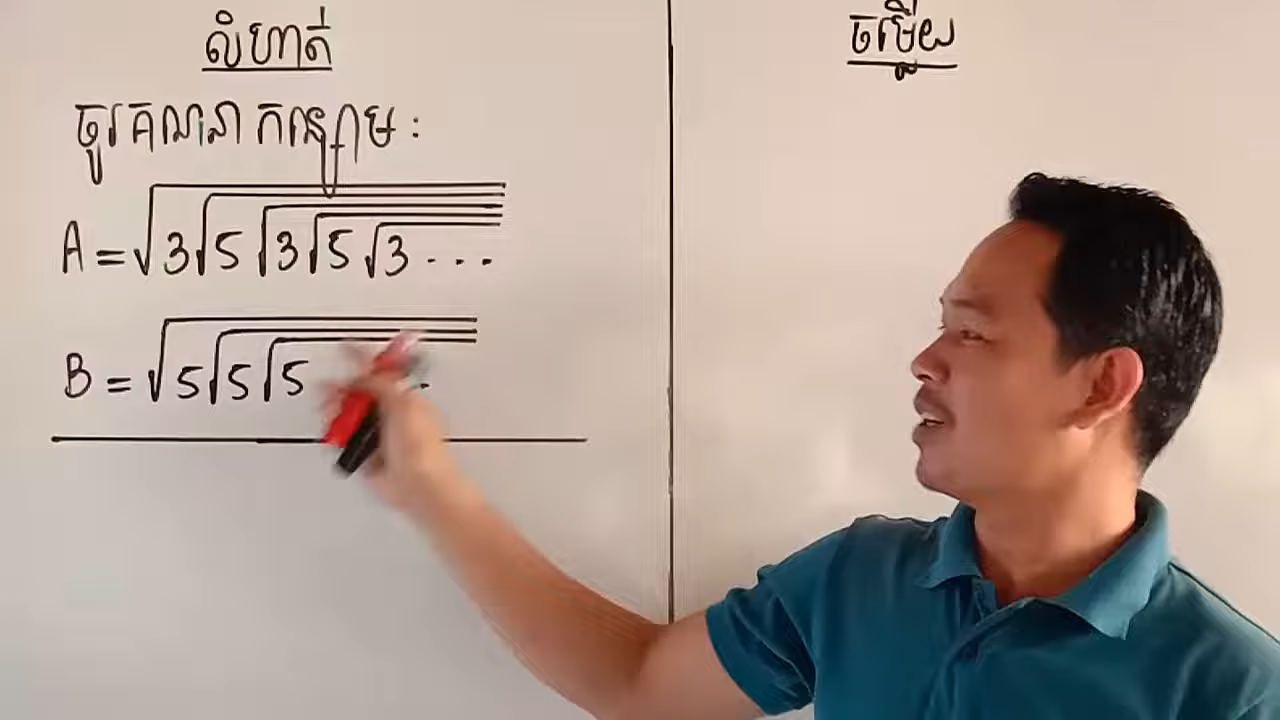 លំហាត់
ចូរគណនាកន្សោម :
A = √3√5√3√5√3 · · ·
B = √5√5√5
ចម្លើយ